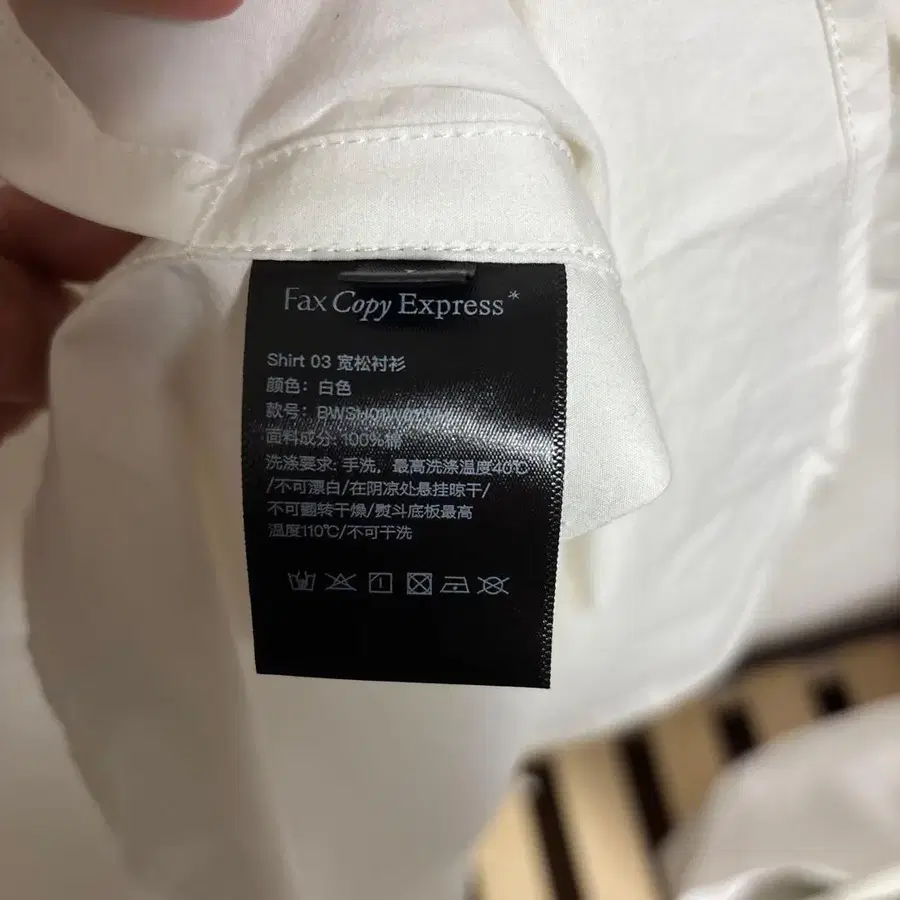 Fax Copy Express*
Shirt 03 宽松衬衫
颜色：白色
款号：
面料成分：100%棉
洗涤要求：手洗，最高洗涤温度40℃
/不可漂白/在阴凉处悬挂晾干/
不可翻转干燥/熨斗底板最高
温度110℃/不可干洗